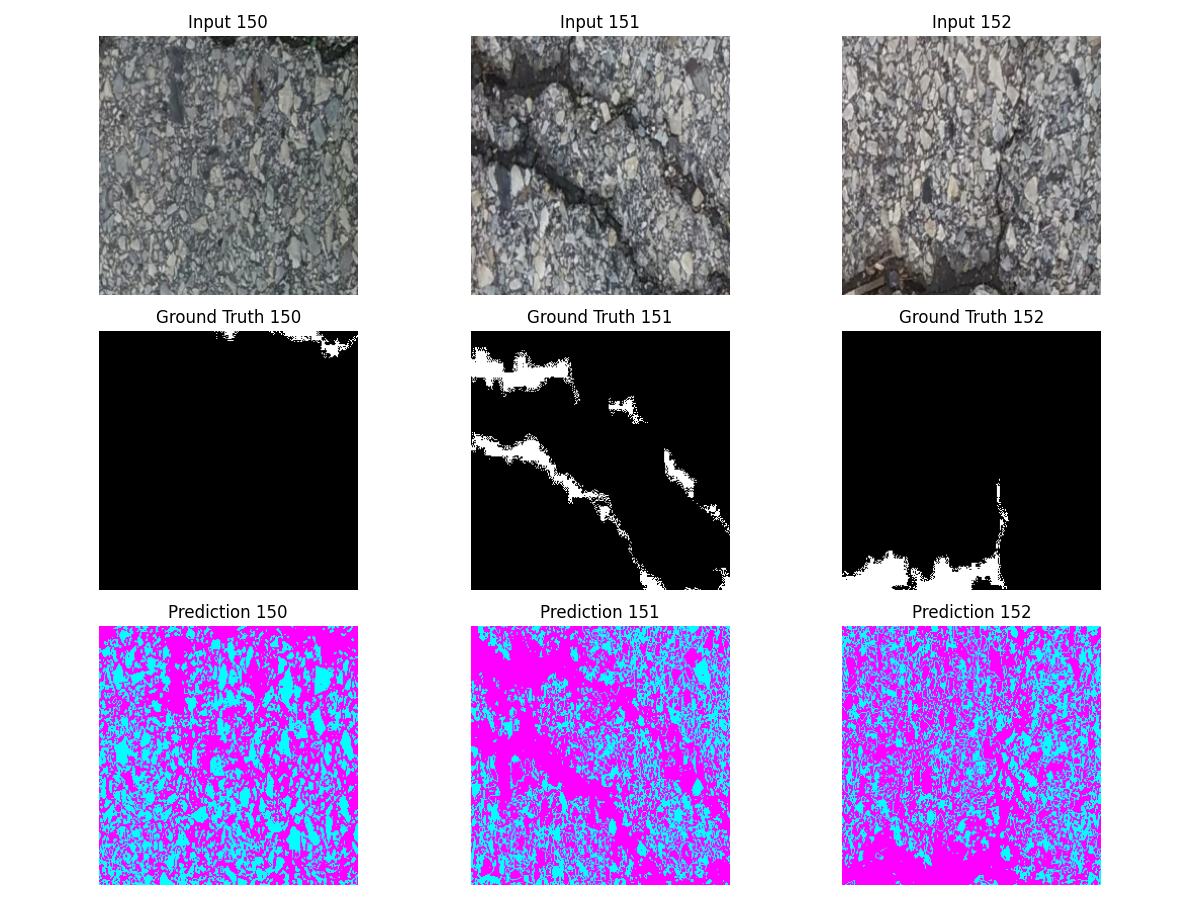 Input 150
Input 151
Input 152
Ground Truth 150
Ground Truth 151
Ground Truth 152
Prediction 150
Prediction 151
Prediction 152